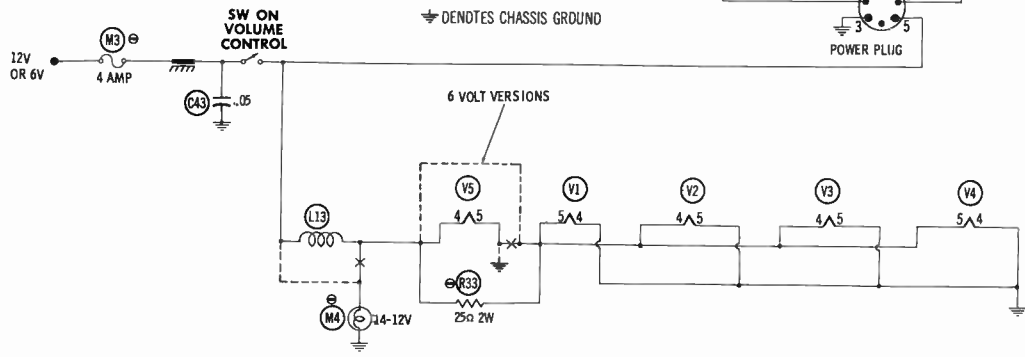 DENOTES CHASSIS GROUND
3 5
POWER PLUG
SW ON
VOLUME
CONTROL
M3
12V
OR 6V
4 AMP
C43 .05
6 VOLT VERSIONS
V5
4 5
V1
5 4
V2
4 5
V3
4 5
V4
5 4
L13
R33
25Ω 2W
M4 14-12V